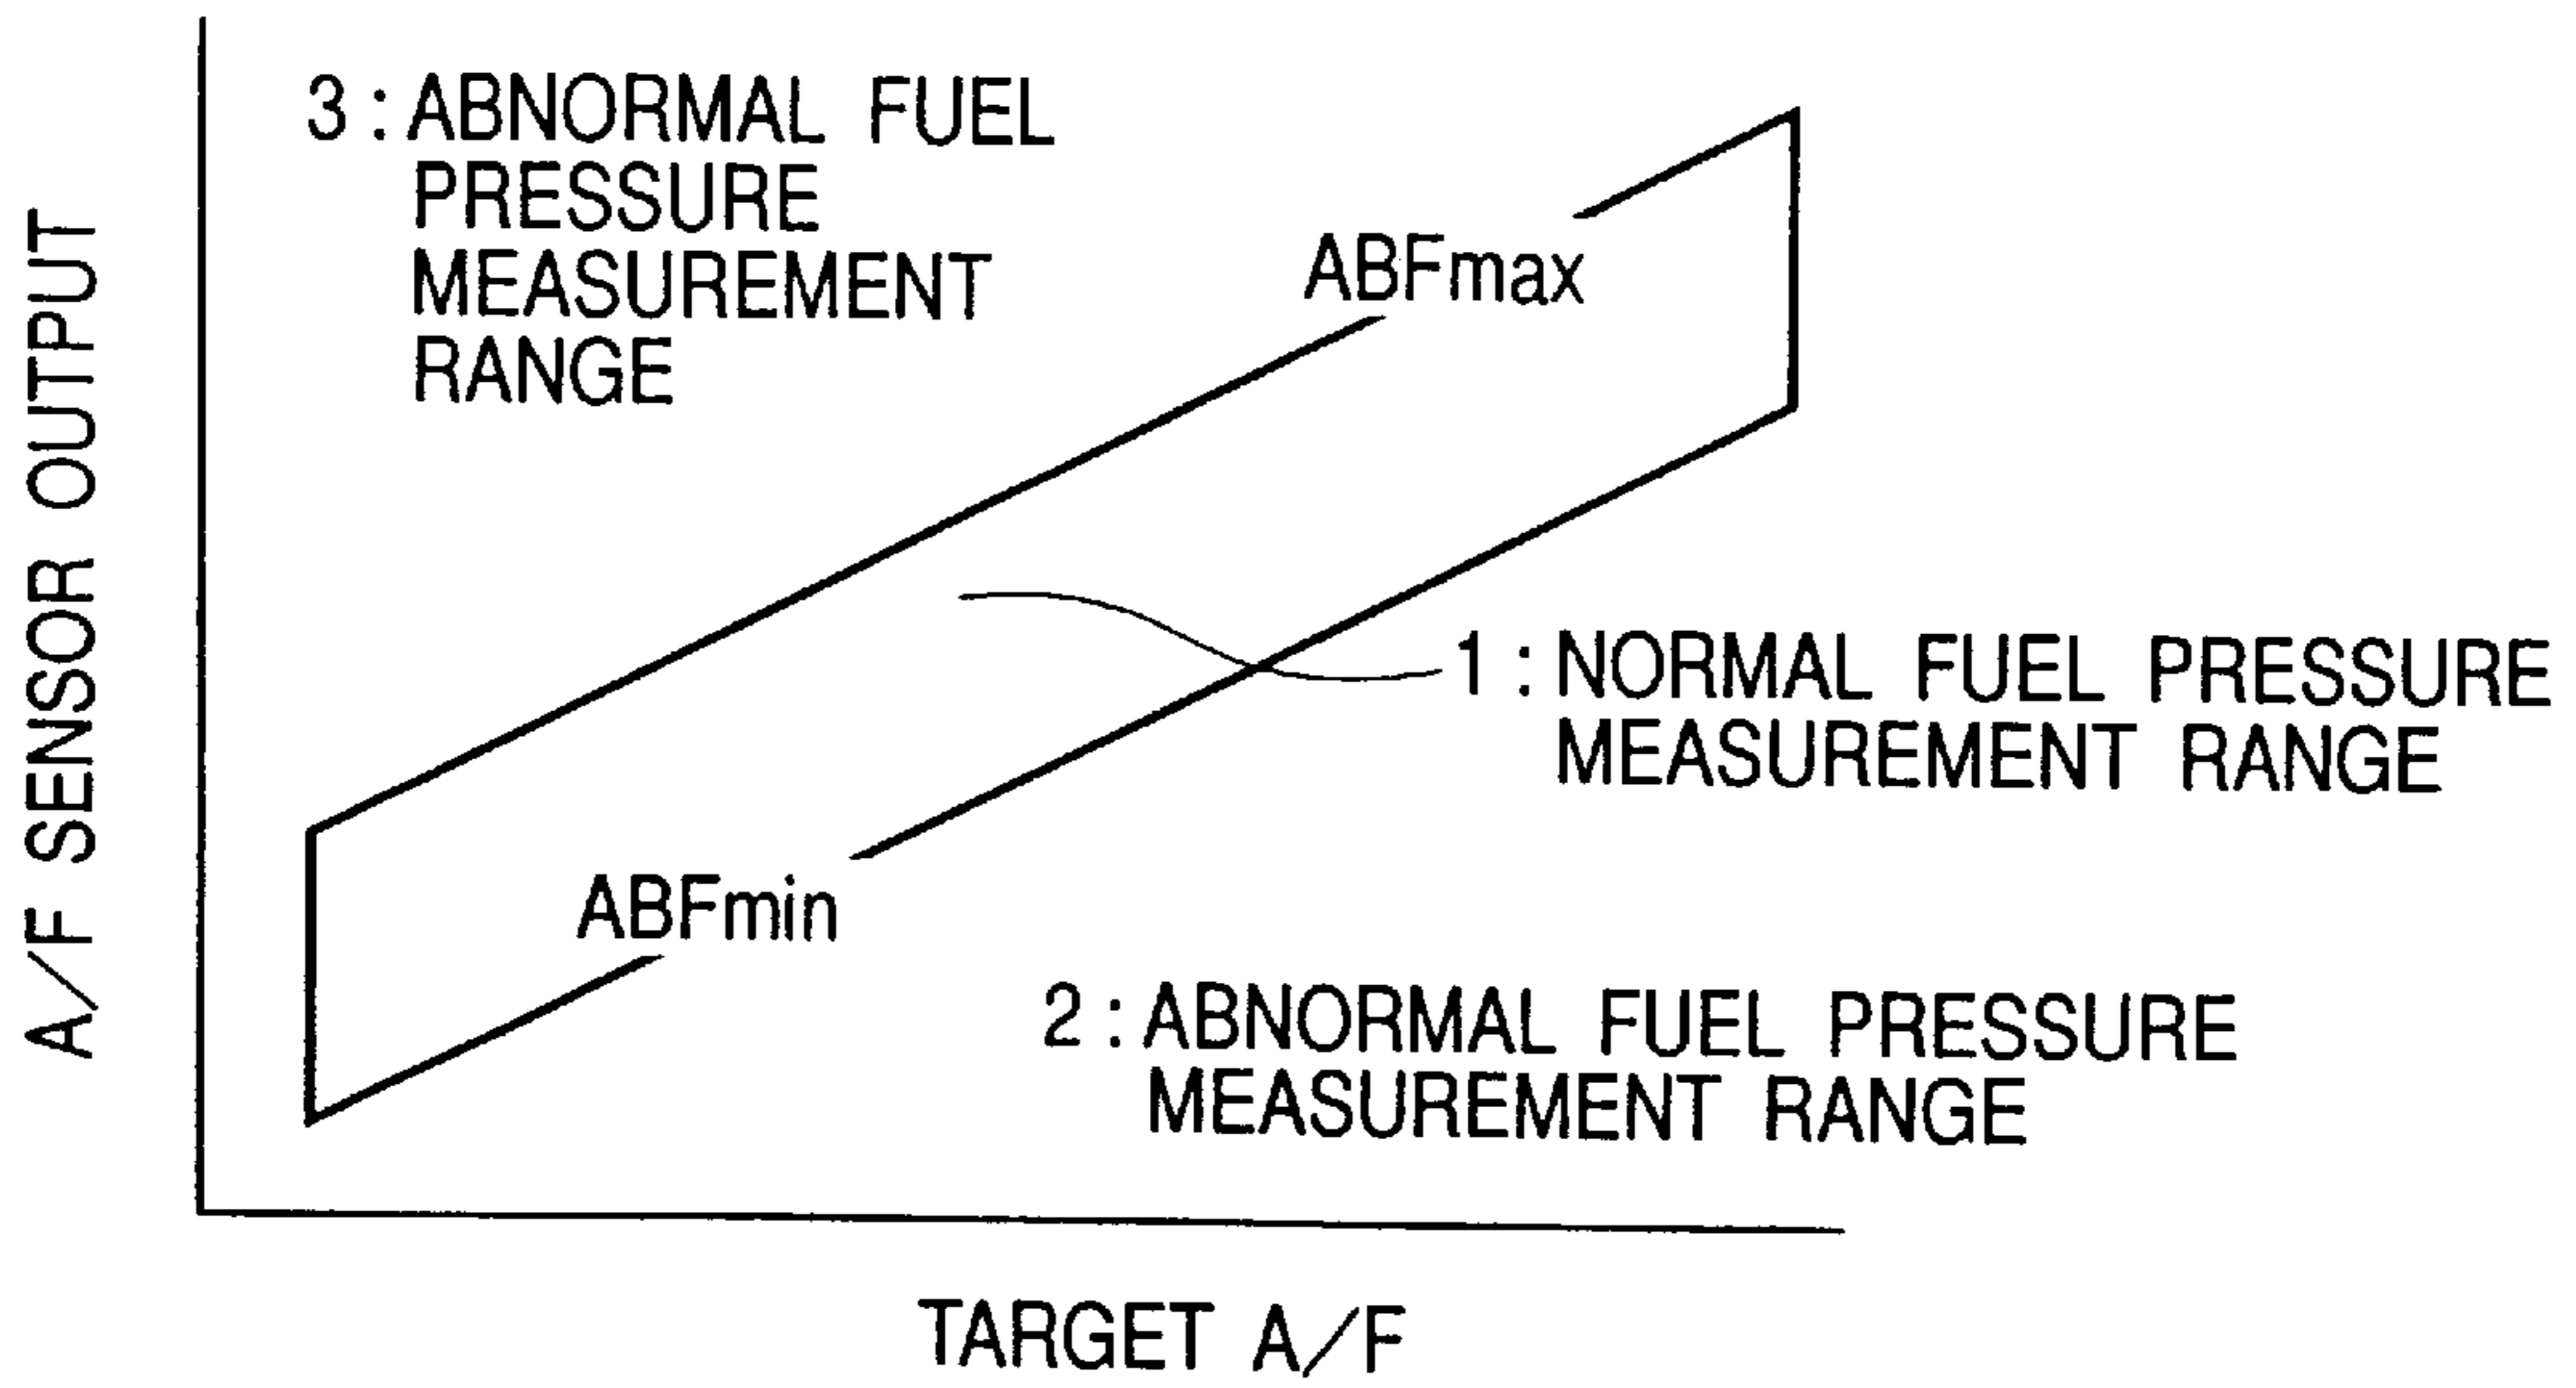 3 : ABNORMAL FUEL
PRESSURE
MEASUREMENT
RANGE
ABFmax
A/F SENSOR OUTPUT
1 : NORMAL FUEL PRESSURE
MEASUREMENT RANGE
ABFmin
2 : ABNORMAL FUEL PRESSURE
MEASUREMENT RANGE
TARGET A/F